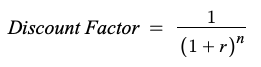 Discount Factor = 1 / (1 + r)ⁿ